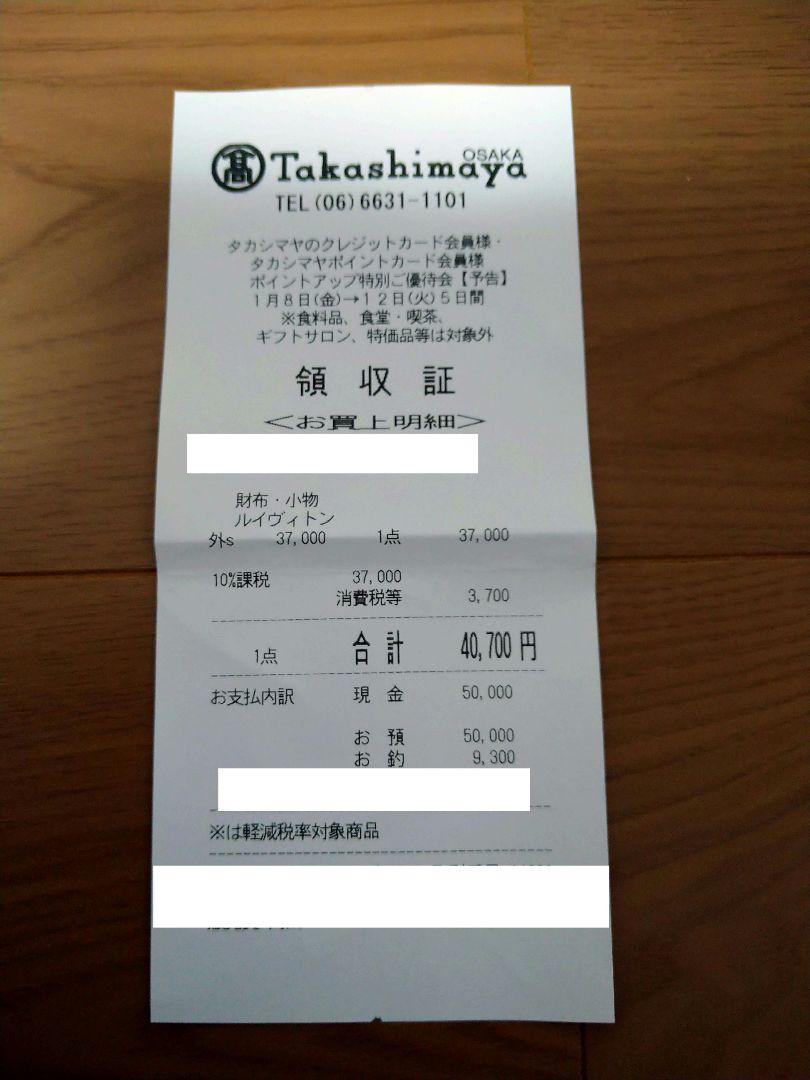 髙 Takashimaya OSAKA
TEL(06)6631-1101
タカシマヤのクレジットカード会員様・
タカシマヤポイントカード会員様
ポイントアップ特別ご優待会【予告】
1月8日(金)→12日(火)5日間
※食料品、食堂・喫茶、
ギフトサロン、特価品等は対象外
領収証
<お買上明細>
財布・小物
ルイヴィトン
外s 37,000 1点 37,000
10%課税 37,000
消費税等 3,700
1点 合計 40,700円
お支払内訳 現金 50,000
お預 50,000
お釣 9,300
※は軽減税率対象商品